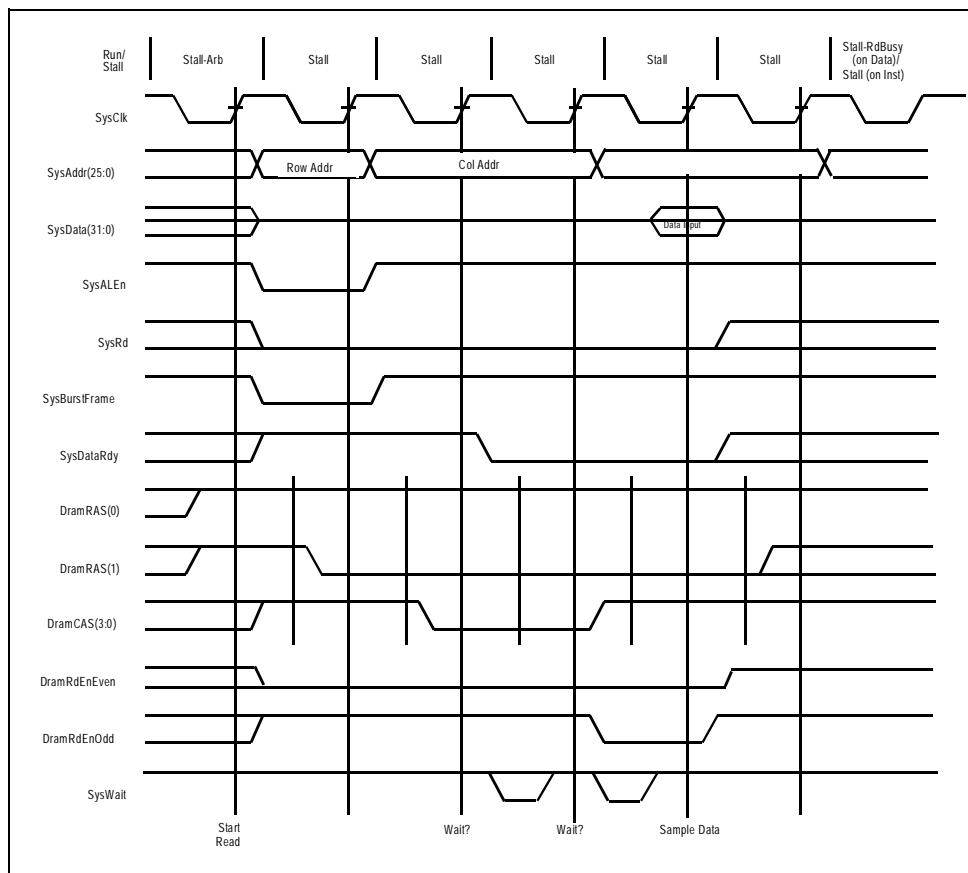 Run/
Stall
Stall-Arb
Stall
Stall
Stall
Stall
Stall
Stall-RdBusy
(on Data)/
Stall (on Inst)
SysClk
SysAddr(25:0)
Row Addr
Col Addr
SysData(31:0)
Data Input
SysALEn
SysRd
SysBurstFrame
SysDataRdy
DramRAS(0)
DramRAS(1)
DramCAS(3:0)
DramRdEnEven
DramRdEnOdd
SysWait
Start
Read
Wait?
Wait?
Sample Data